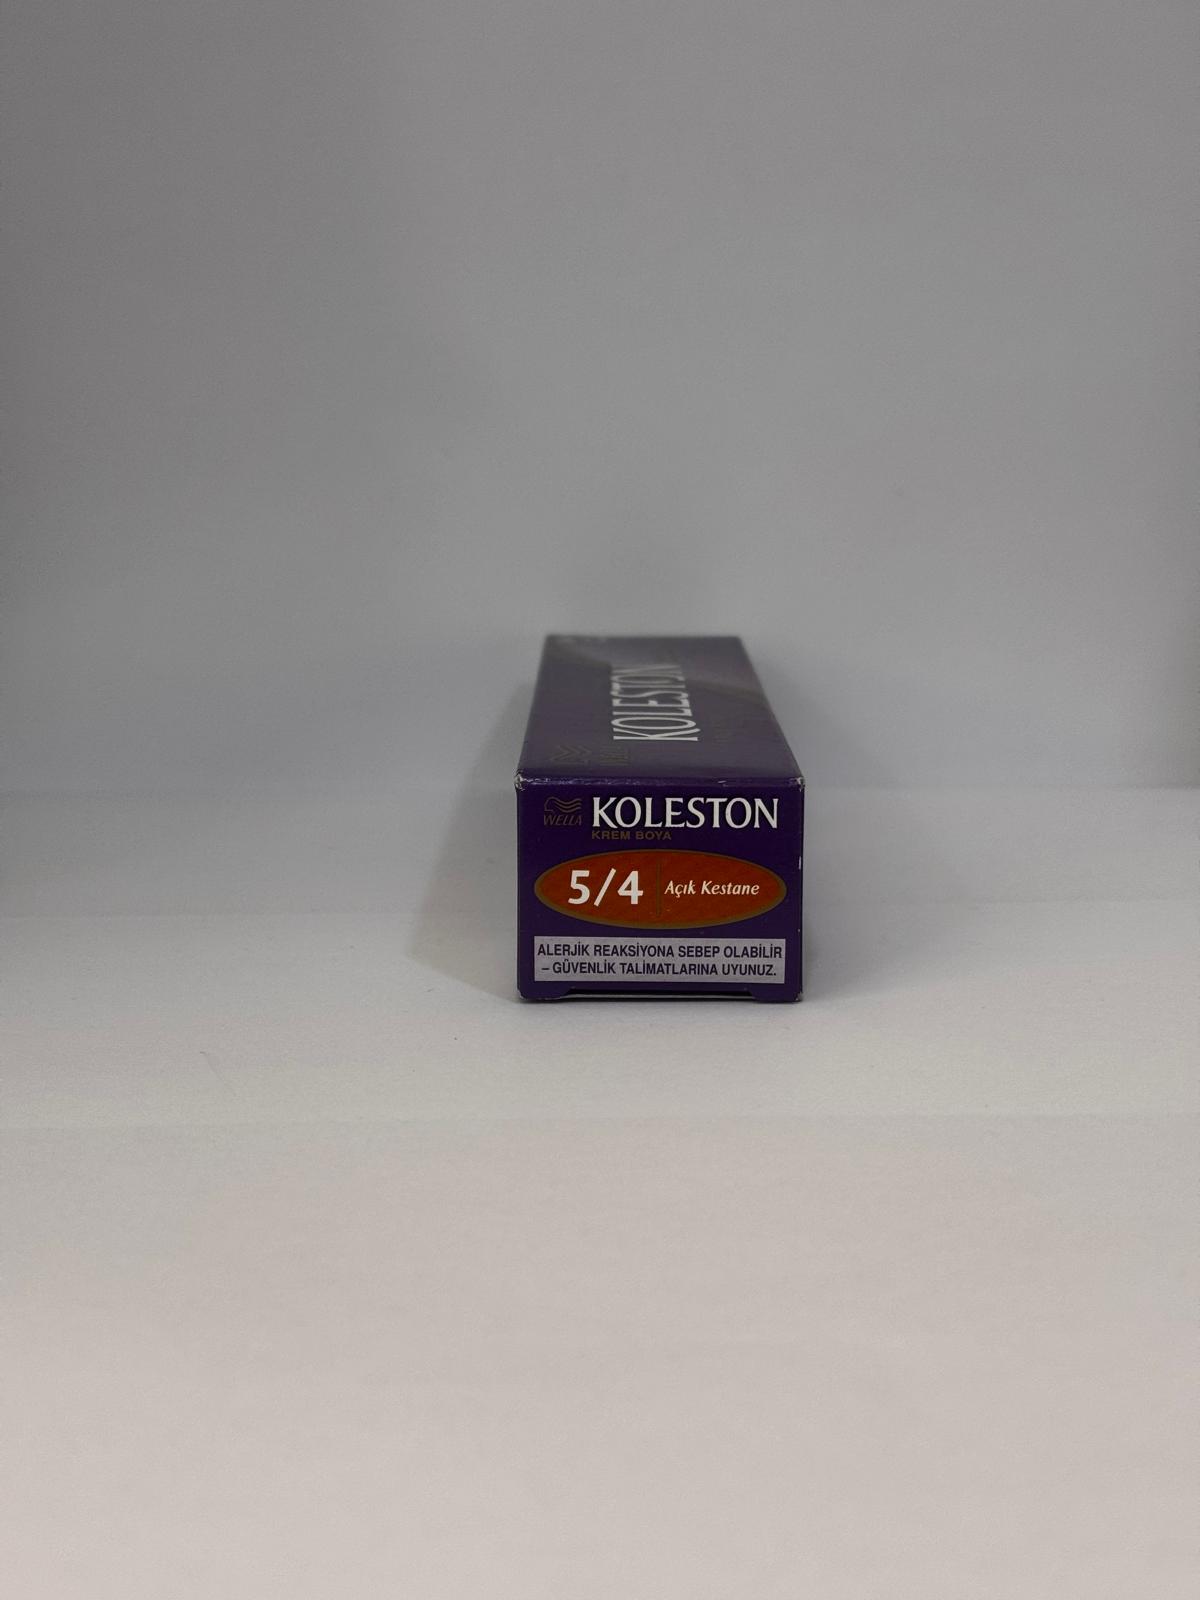 KOLESTON
WELLA
KOLESTON
KREM BOYA
5/4 Açık Kestane
ALERJİK REAKSİYONA SEBEP OLABİLİR
– GÜVENLİK TALİMATLARINA UYUNUZ.